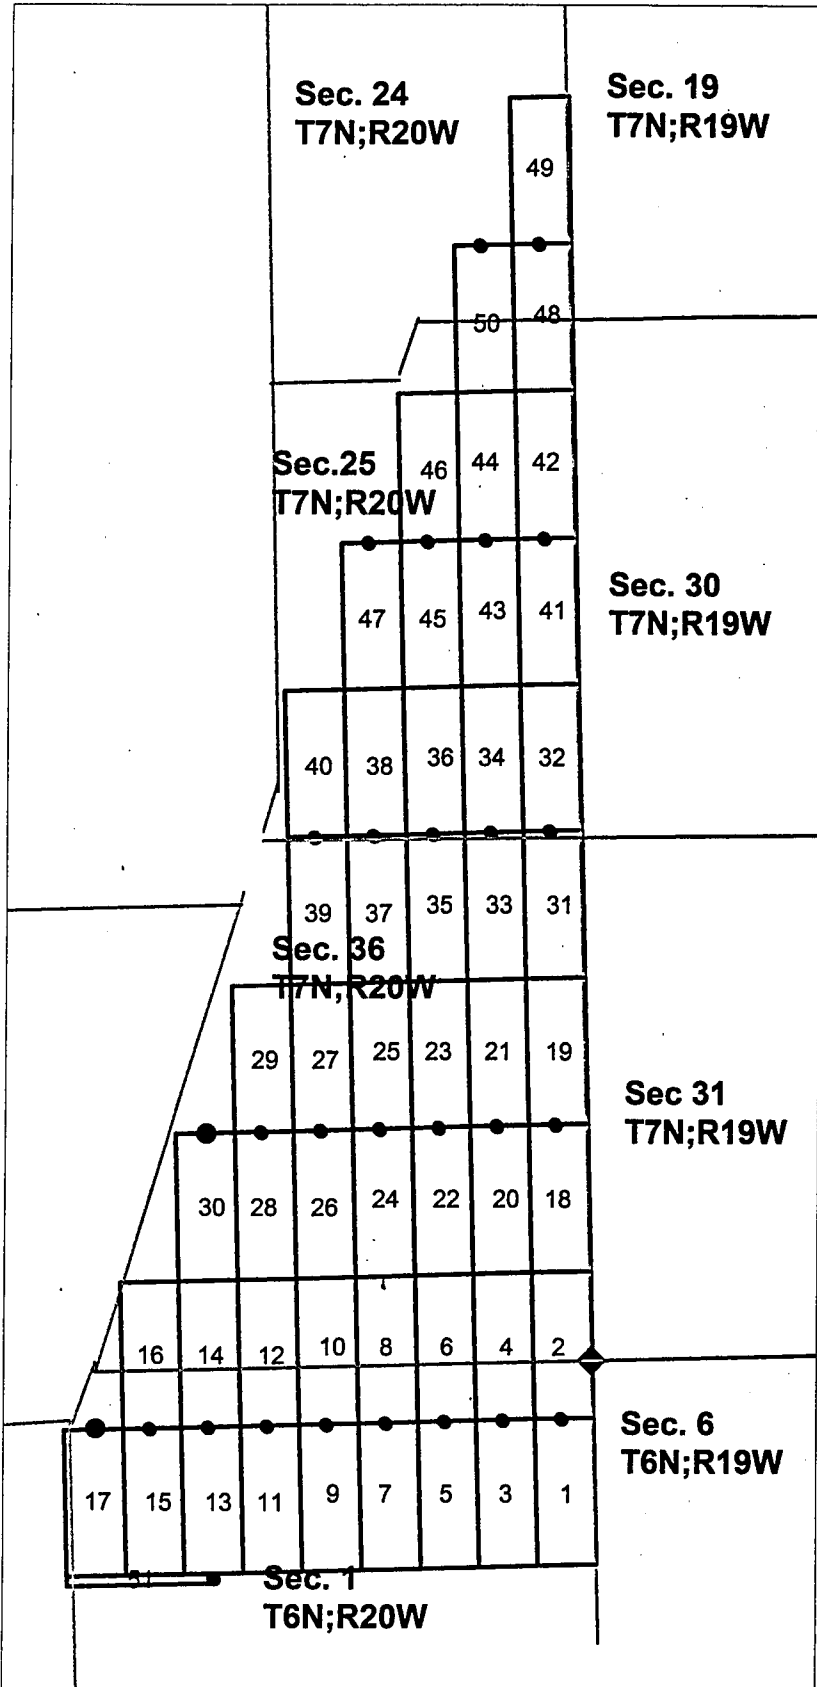 Sec. 24
T7N;R20W
Sec. 19
T7N;R19W
49
50 48
Sec.25
T7N;R20W
46 44 42
47 45 43 41
Sec. 30
T7N;R19W
40 38 36 34 32
39 37 35 33 31
Sec. 36
T7N;R20W
29 27 25 23 21 19
Sec 31
T7N;R19W
30 28 26 24 22 20 18
16 14 12 10 8 6 4 2
Sec. 6
T6N;R19W
17 15 13 11 9 7 5 3 1
51
Sec. 1
T6N;R20W